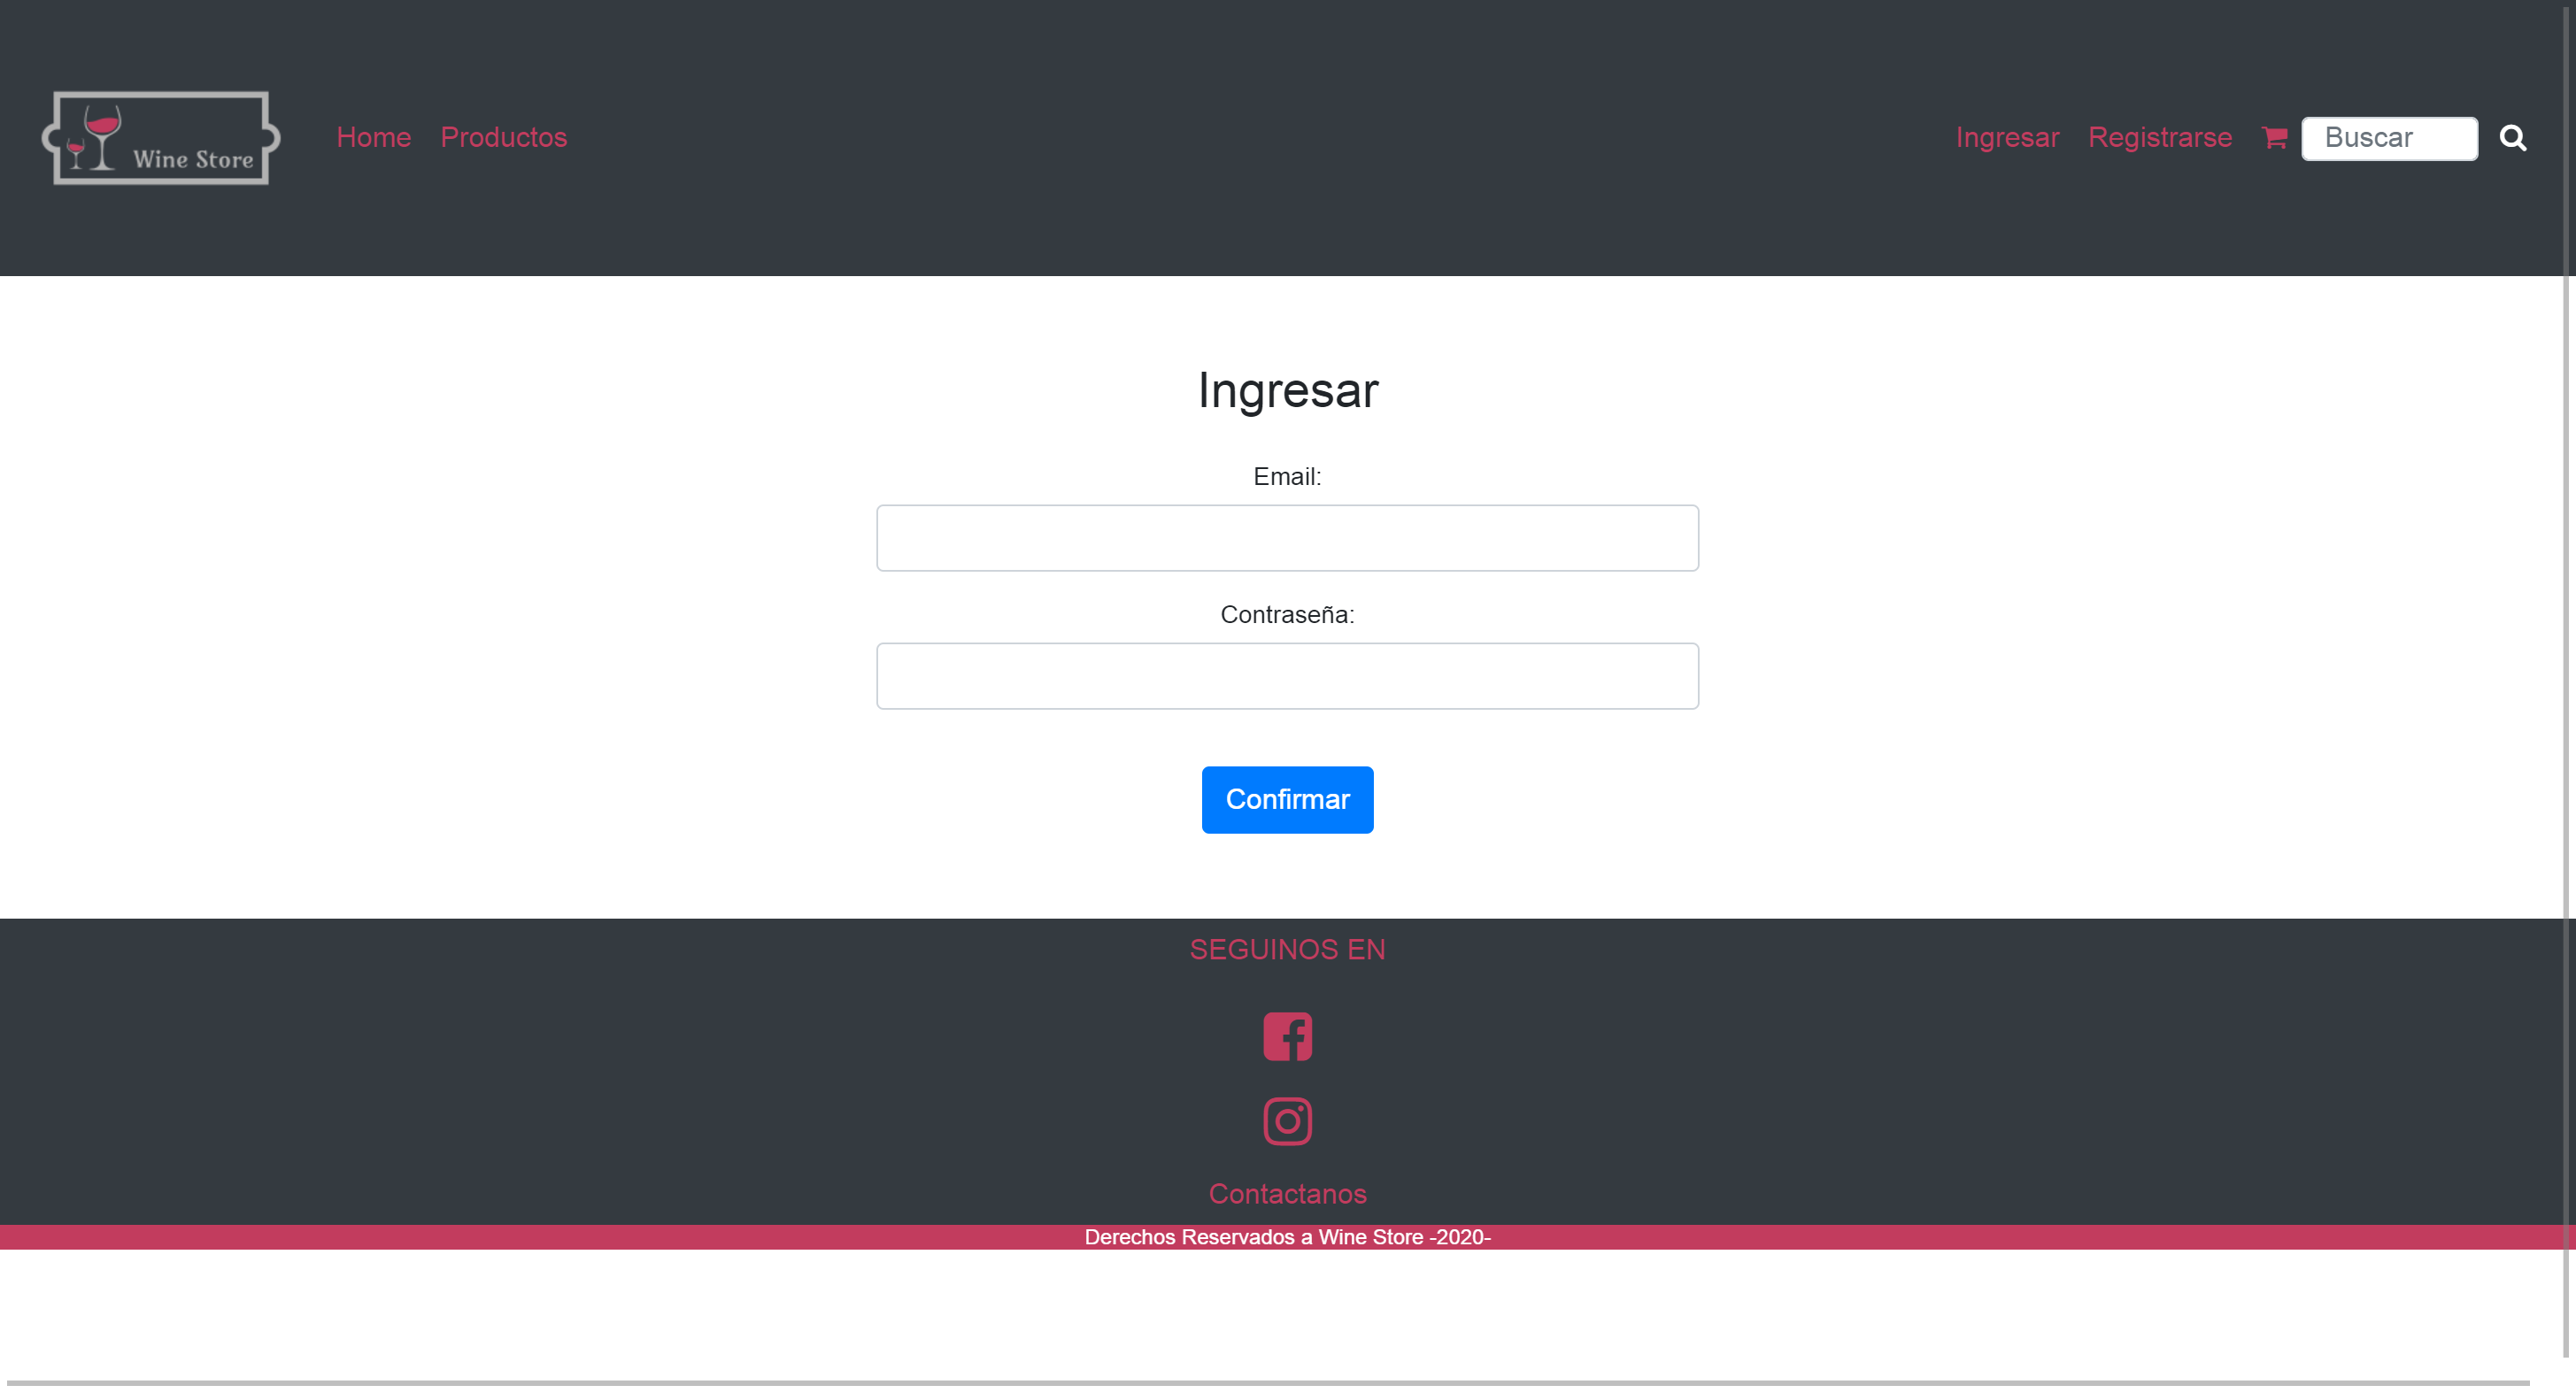 Wine Store
Home Productos
Ingresar Registrarse Buscar
Ingresar
Email:
Contraseña:
Confirmar
SEGUINOS EN
Contactanos
Derechos Reservados a Wine Store -2020-